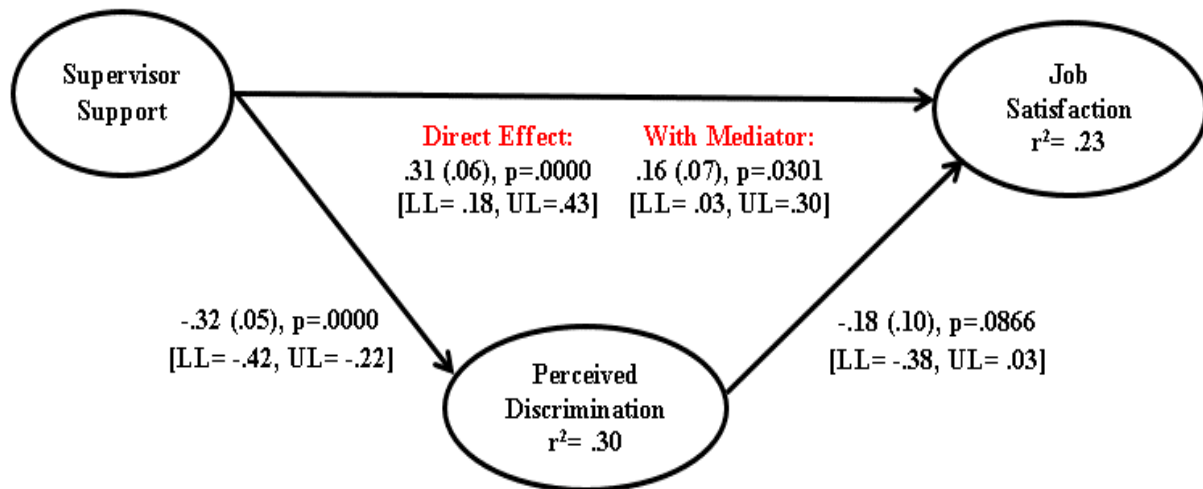 Supervisor
Support
Job
Satisfaction
r²= .23
Direct Effect:
.31 (.06), p=.0000
[LL= .18, UL=.43]
With Mediator:
.16 (.07), p=.0301
[LL= .03, UL=.30]
-.32 (.05), p=.0000
[LL= -.42, UL= -.22]
-.18 (.10), p=.0866
[LL= -.38, UL= .03]
Perceived
Discrimination
r²= .30